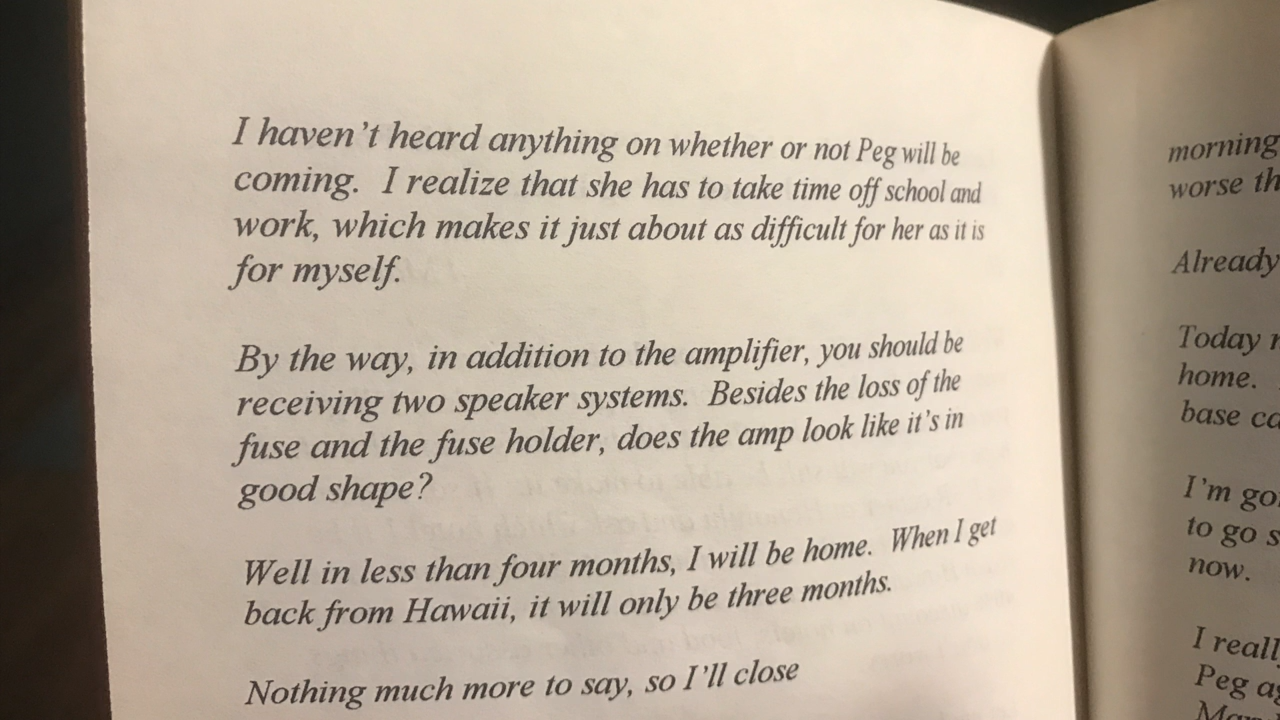 I haven't heard anything on whether or not Peg will be
coming.  I realize that she has to take time off school and
work, which makes it just about as difficult for her as it is
for myself.
By the way, in addition to the amplifier, you should be
receiving two speaker systems.  Besides the loss of the
fuse and the fuse holder, does the amp look like it's in
good shape?
Well in less than four months, I will be home.  When I get
back from Hawaii, it will only be three months.
Nothing much more to say, so I'll close
morning
worse
Already
Today
home.
base
I'm
to go
now.
I
Peg